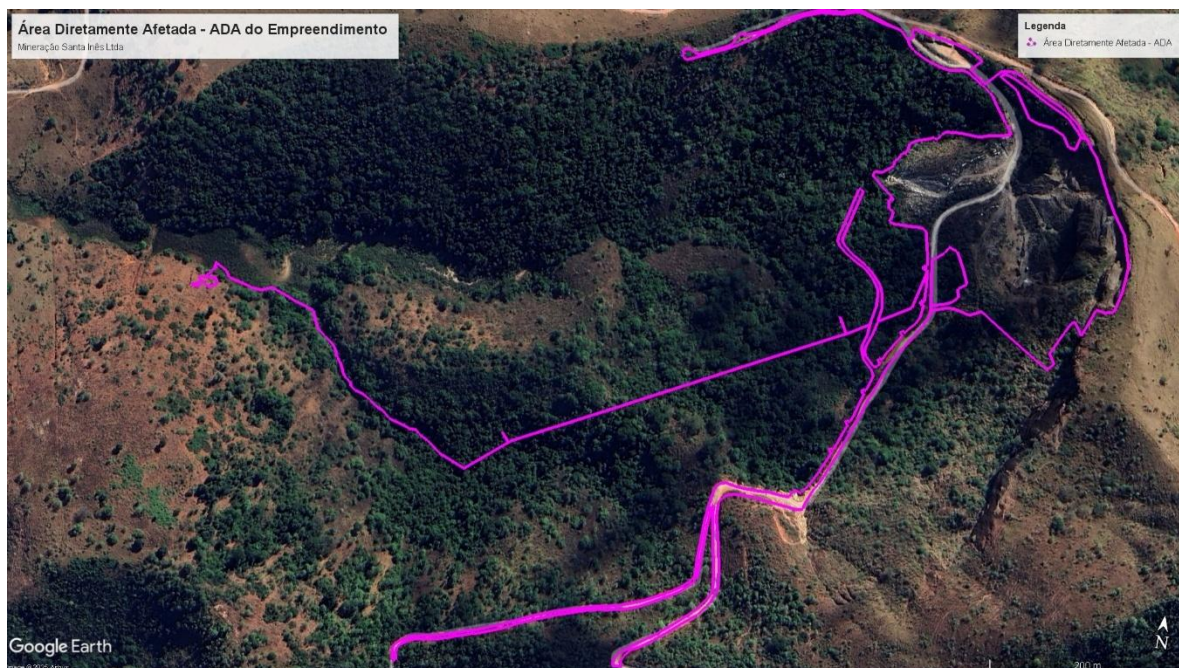 Área Diretamente Afetada - ADA do Empreendimento
Mineração Santa Inês Ltda
Legenda
Área Diretamente Afetada - ADA
N
Google Earth
200 m